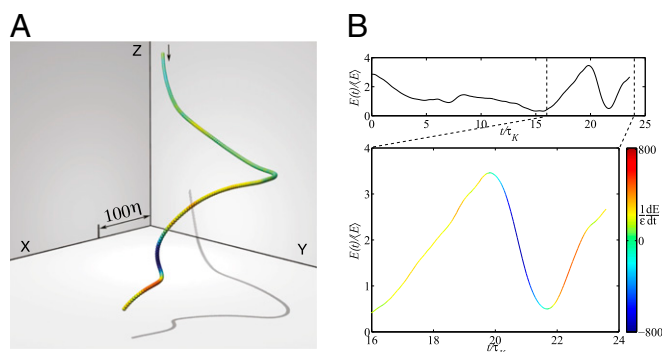 A
B
Z
100η
X
Y
E(t)/⟨E⟩
4
2
0
0 5 10 15 20 25
t/τ_K
E(t)/⟨E⟩
4
3
2
1
0
16 18 20 22 24
800
1 dE
ε dt
0
-800